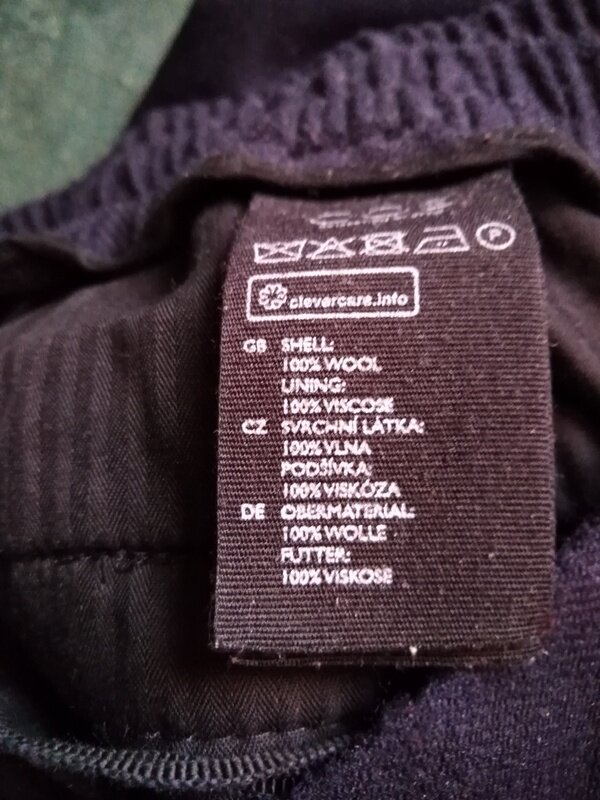 P
clevercare.info
GB SHELL:
100% WOOL
LINING:
100% VISCOSE
CZ SVRCHNÍ LÁTKA:
100% VLNA
PODŠÍVKA:
100% VISKÓZA
DE OBERMATERIAL:
100% WOLLE
FUTTER:
100% VISKOSE